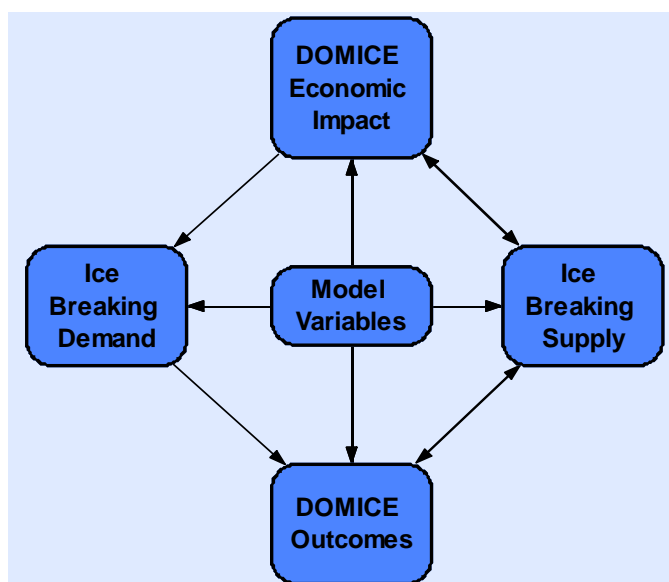 DOMICE
Economic
Impact
Ice
Breaking
Demand
Model
Variables
Ice
Breaking
Supply
DOMICE
Outcomes